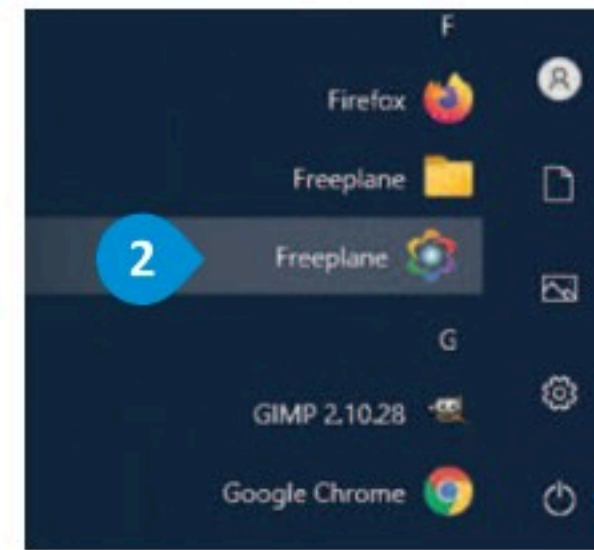 F
Firefox
Freeplane
2
Freeplane
G
GIMP 2.10.28
Google Chrome